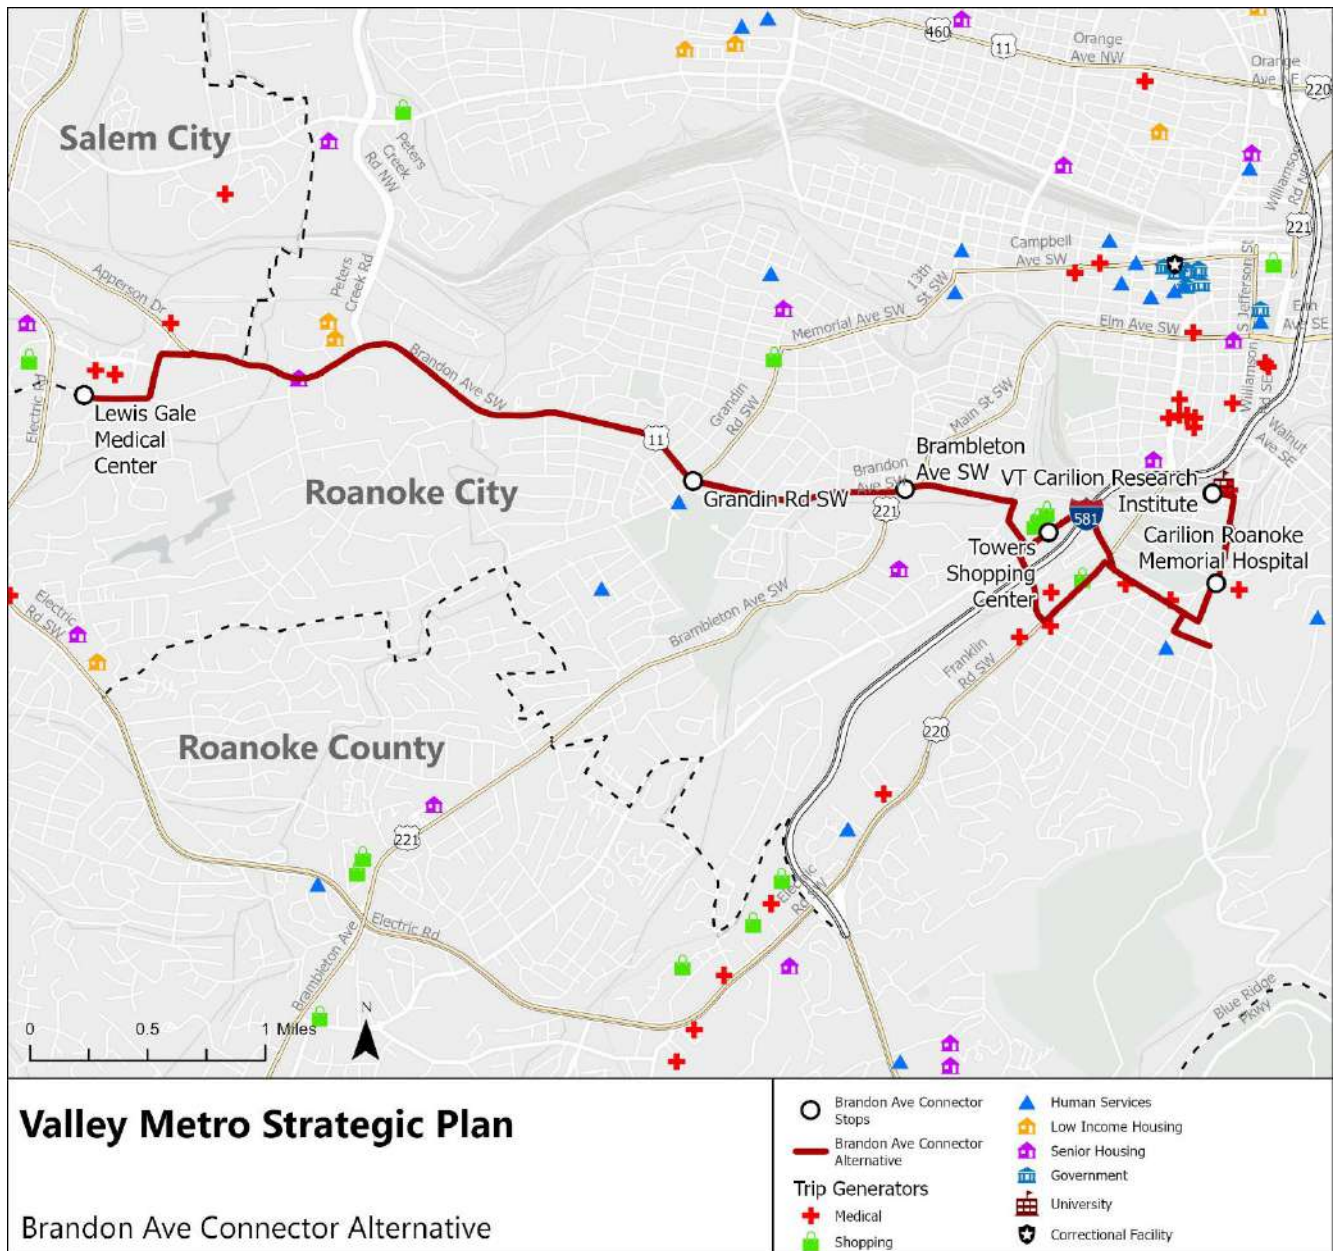 460
11
Orange
Ave NW
Orange
Ave NE
220
Salem City
Peters
Creek
Rd NW
Williamson
Rd NE
221
Campbell
Ave SW
13th
St SW
S Jefferson St
Peters
Creek Rd
Apperson Dr
Memorial Ave SW
Elm Ave SW
Elm
Ave SE
Electric Rd
Brandon Ave SW
Grandin
Rd SW
Main St SW
Williamson
Rd SE
Walnut
Ave SE
Lewis Gale
Medical
Center
11
Brambleton
Ave SW
Brandon
Ave SW
VT Carilion Research
Institute
Roanoke City
Grandin Rd SW
221
581
Carilion Roanoke
Memorial Hospital
Towers
Shopping
Center
Electric
Rd SW
Brambleton Ave SW
Franklin
Rd SW
220
Roanoke County
221
Electric
Rd SW
Electric Rd
Brambleton Ave
Blue Ridge
Pkwy
N
0 0.5 1 Miles
Valley Metro Strategic Plan
Brandon Ave Connector Alternative
Brandon Ave Connector
Stops
Brandon Ave Connector
Alternative
Trip Generators
Medical
Shopping
Human Services
Low Income Housing
Senior Housing
Government
University
Correctional Facility